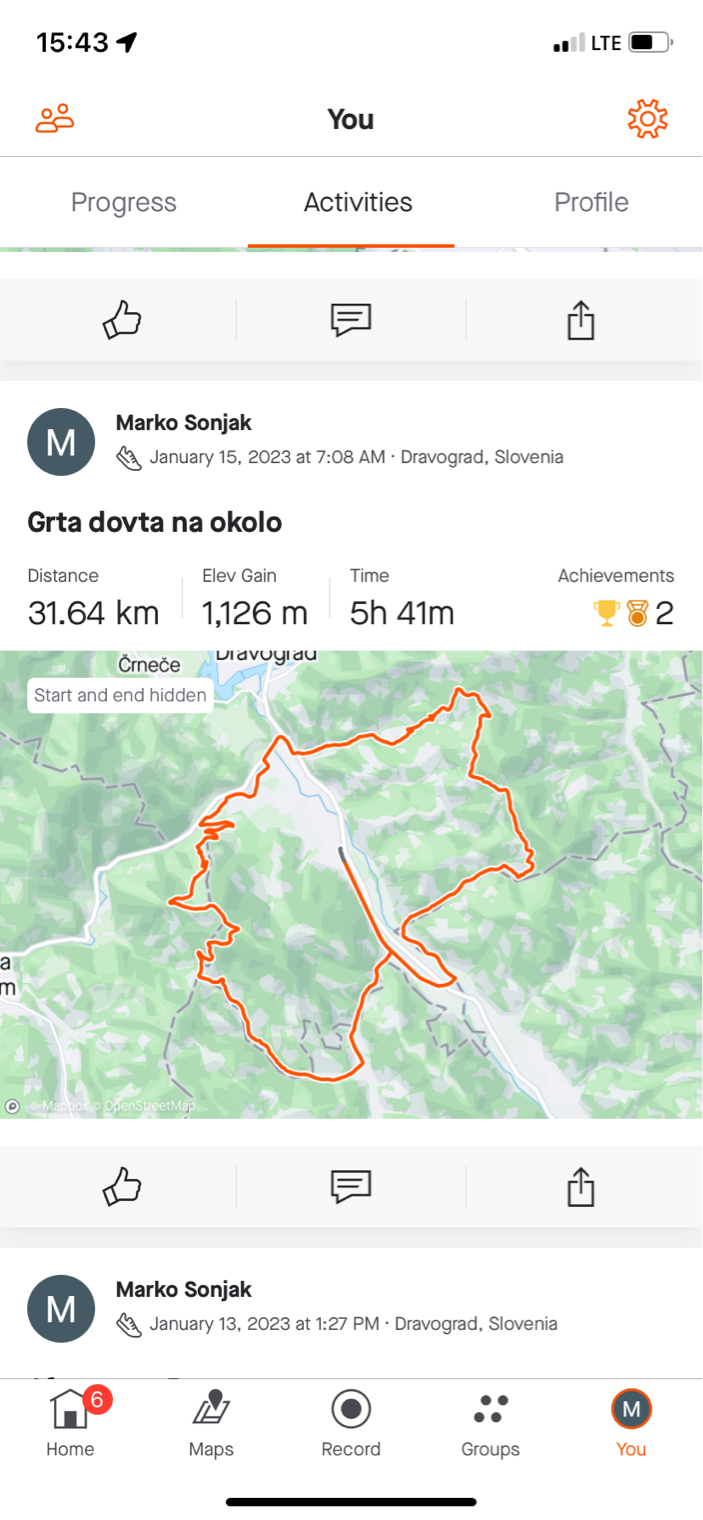 15:43
LTE
You
Progress
Activities
Profile
M
Marko Sonjak
January 15, 2023 at 7:08 AM · Dravograd, Slovenia
Grta dovta na okolo
Distance
Elev Gain
Time
Achievements
31.64 km
1,126 m
5h 41m
2
Črneče
Dravograd
Start and end hidden
a
m
© Mapbox © OpenStreetMap
M
Marko Sonjak
January 13, 2023 at 1:27 PM · Dravograd, Slovenia
6
M
Home
Maps
Record
Groups
You